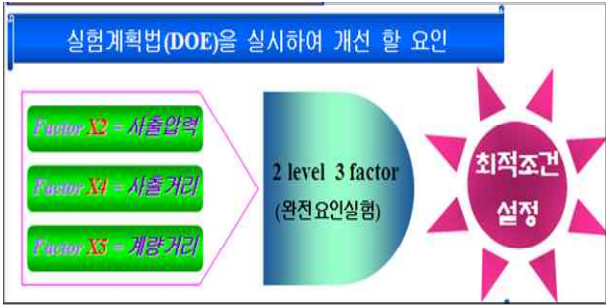 실험계획법(DOE)을 실시하여 개선 할 요인
Factor X2 = 사출압력
Factor X4 = 사출거리
Factor X5 = 계량거리
2 level 3 factor
(완전요인실험)
최적조건
설정